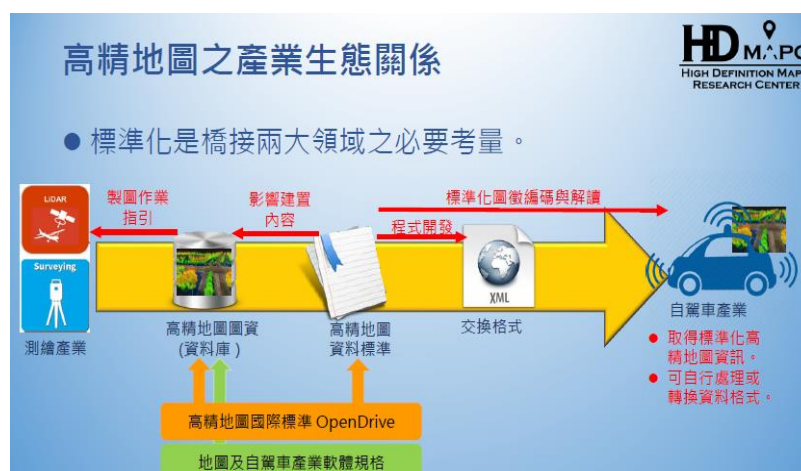 高精地圖之產業生態關係
HD MAPC
HIGH DEFINITION MAPS
RESEARCH CENTER
● 標準化是橋接兩大領域之必要考量。
LiDAR
製圖作業
指引
影響建置
內容
標準化圖徵編碼與解讀
程式開發
Surveying
XML
測繪產業
高精地圖圖資
(資料庫)
高精地圖
資料標準
交換格式
自駕車產業
● 取得標準化高
精地圖資訊。
● 可自行處理或
轉換資料格式。
高精地圖國際標準 OpenDrive
地圖及自駕車產業軟體規格